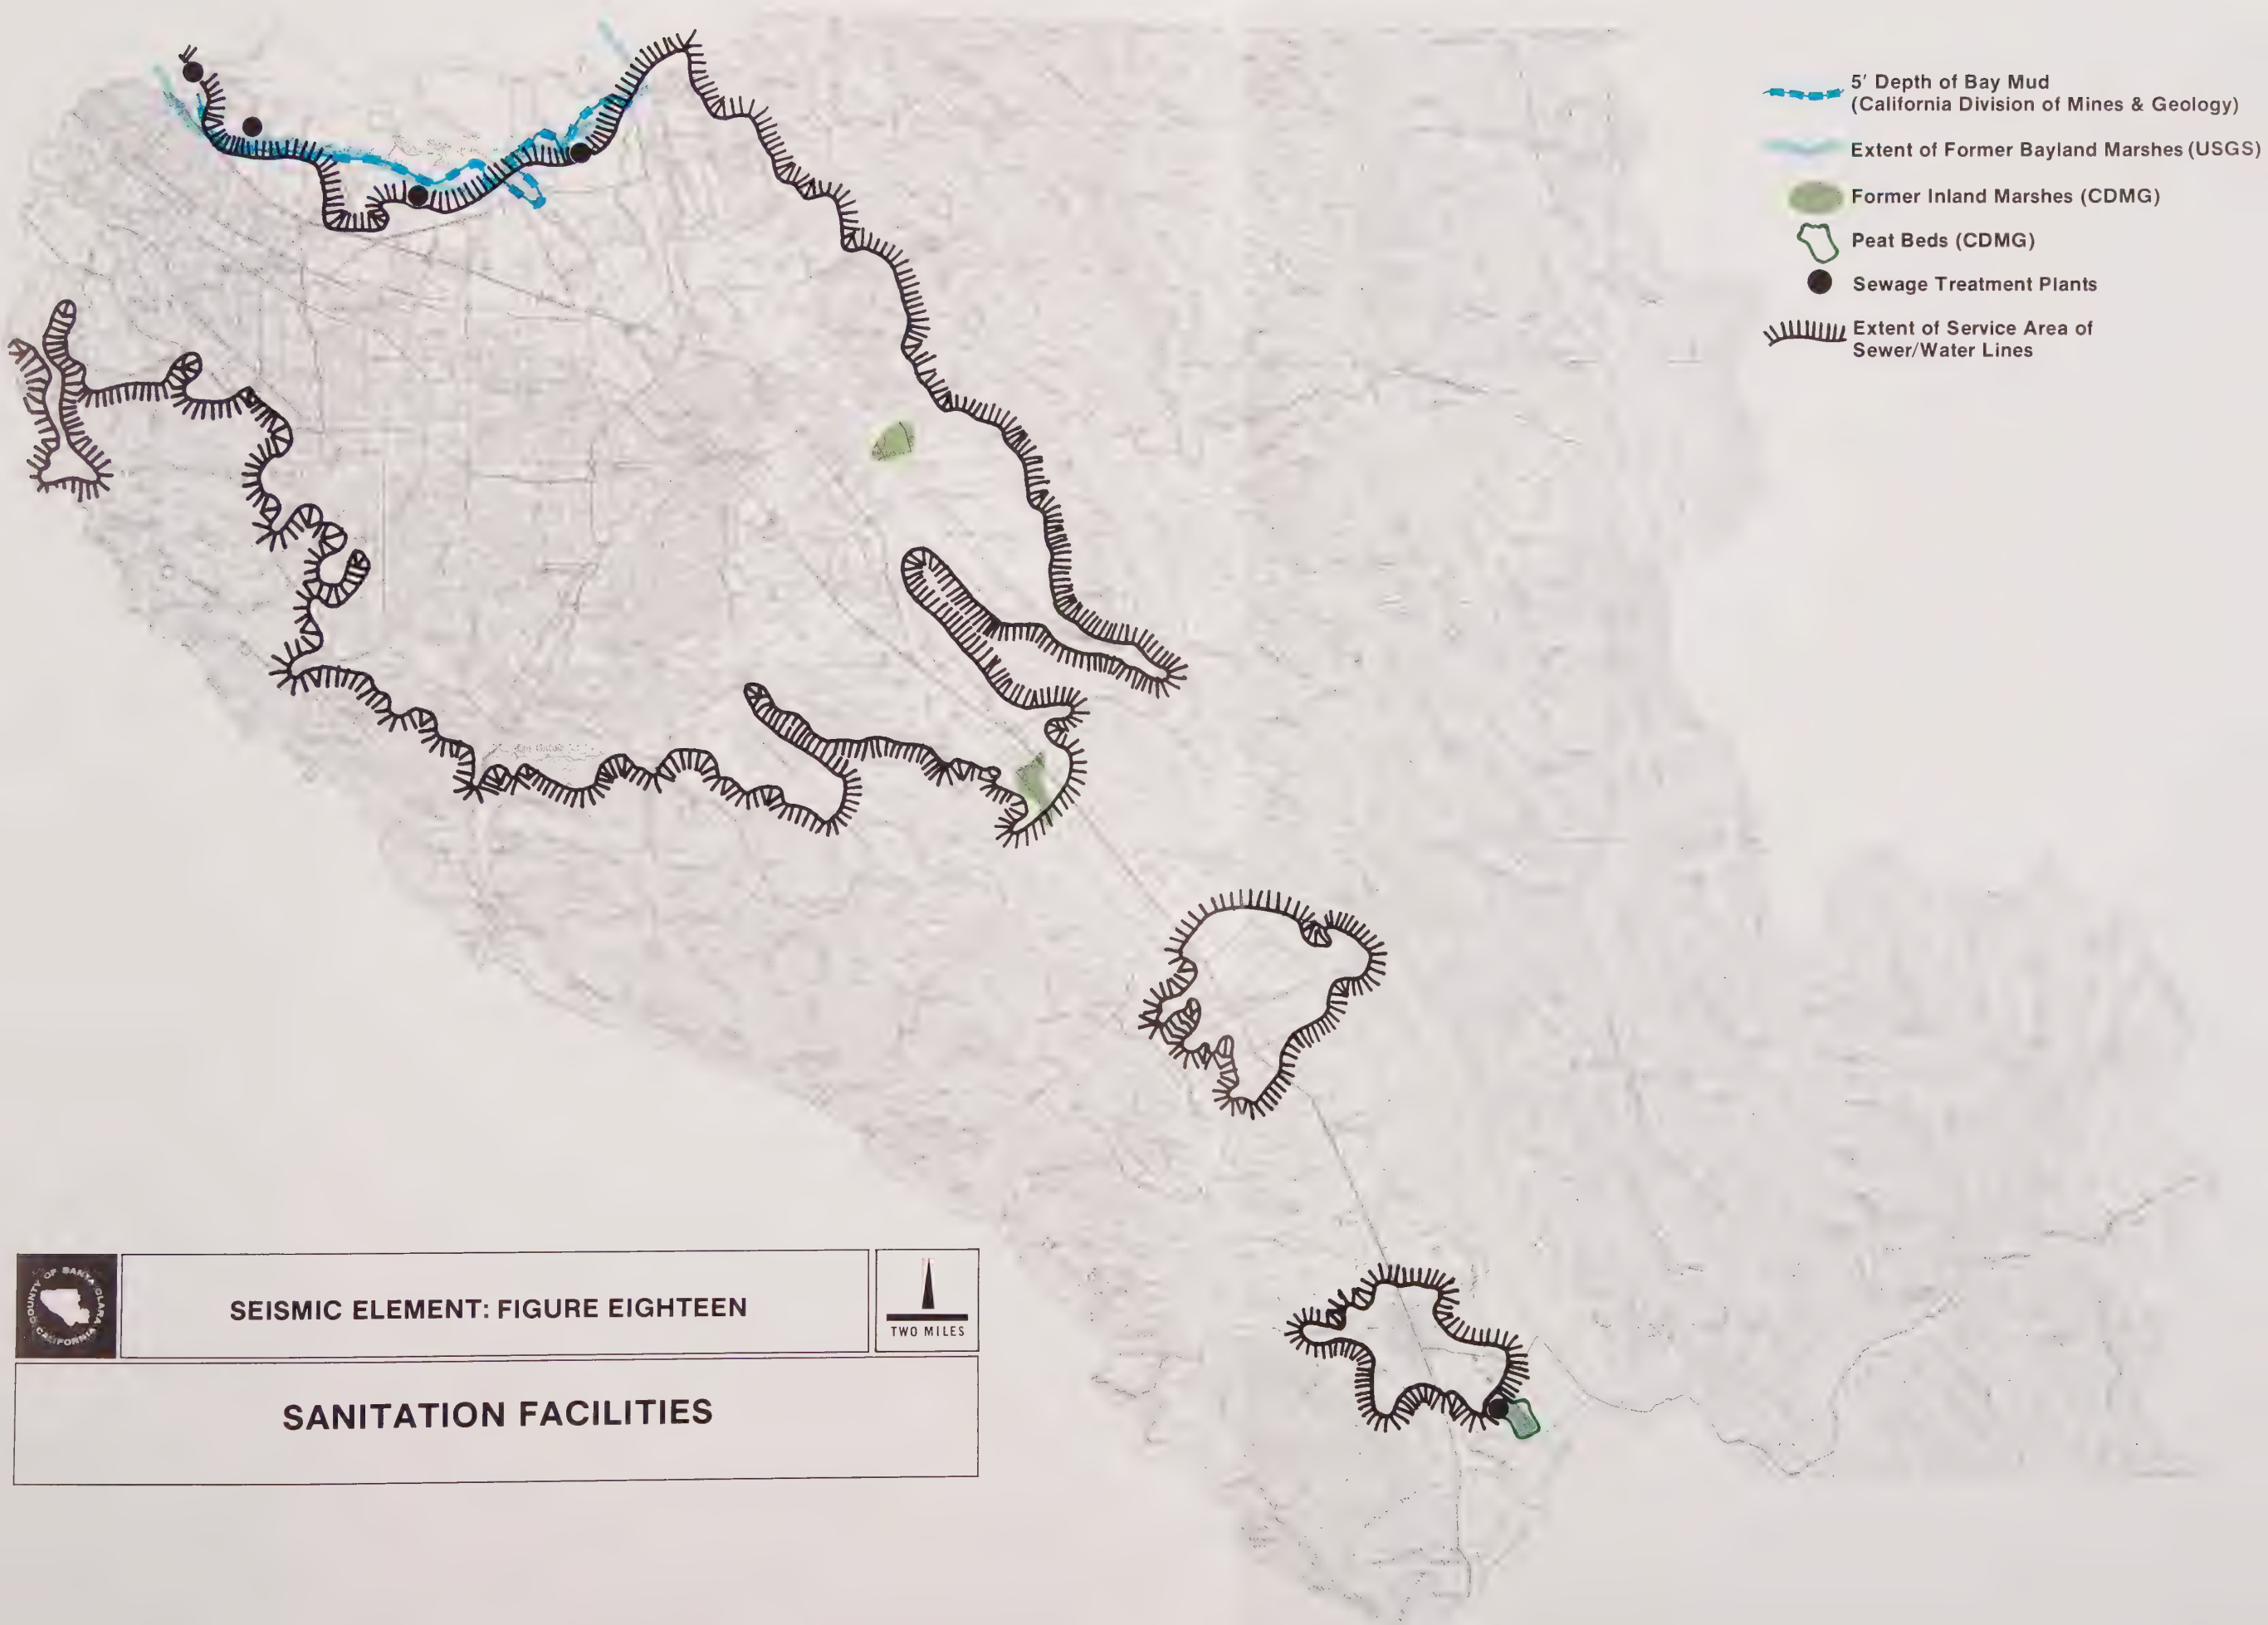 5′ Depth of Bay Mud
(California Division of Mines & Geology)
Extent of Former Bayland Marshes (USGS)
Former Inland Marshes (CDMG)
Peat Beds (CDMG)
Sewage Treatment Plants
Extent of Service Area of
Sewer/Water Lines
COUNTY OF SANTA CLARA
CALIFORNIA
SEISMIC ELEMENT: FIGURE EIGHTEEN
TWO MILES
SANITATION FACILITIES